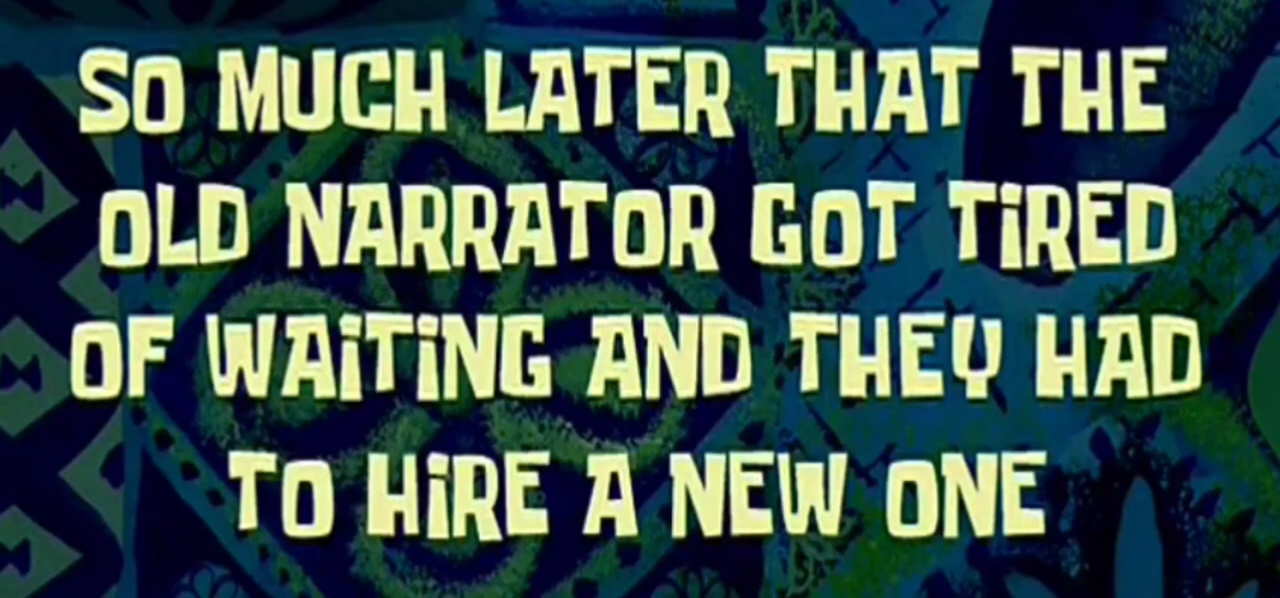 SO MUCH LATER THAT THE
OLD NARRATOR GOT TiRED
OF WAiTiNG AND THEY HAD
TO HiRE A NEW ONE